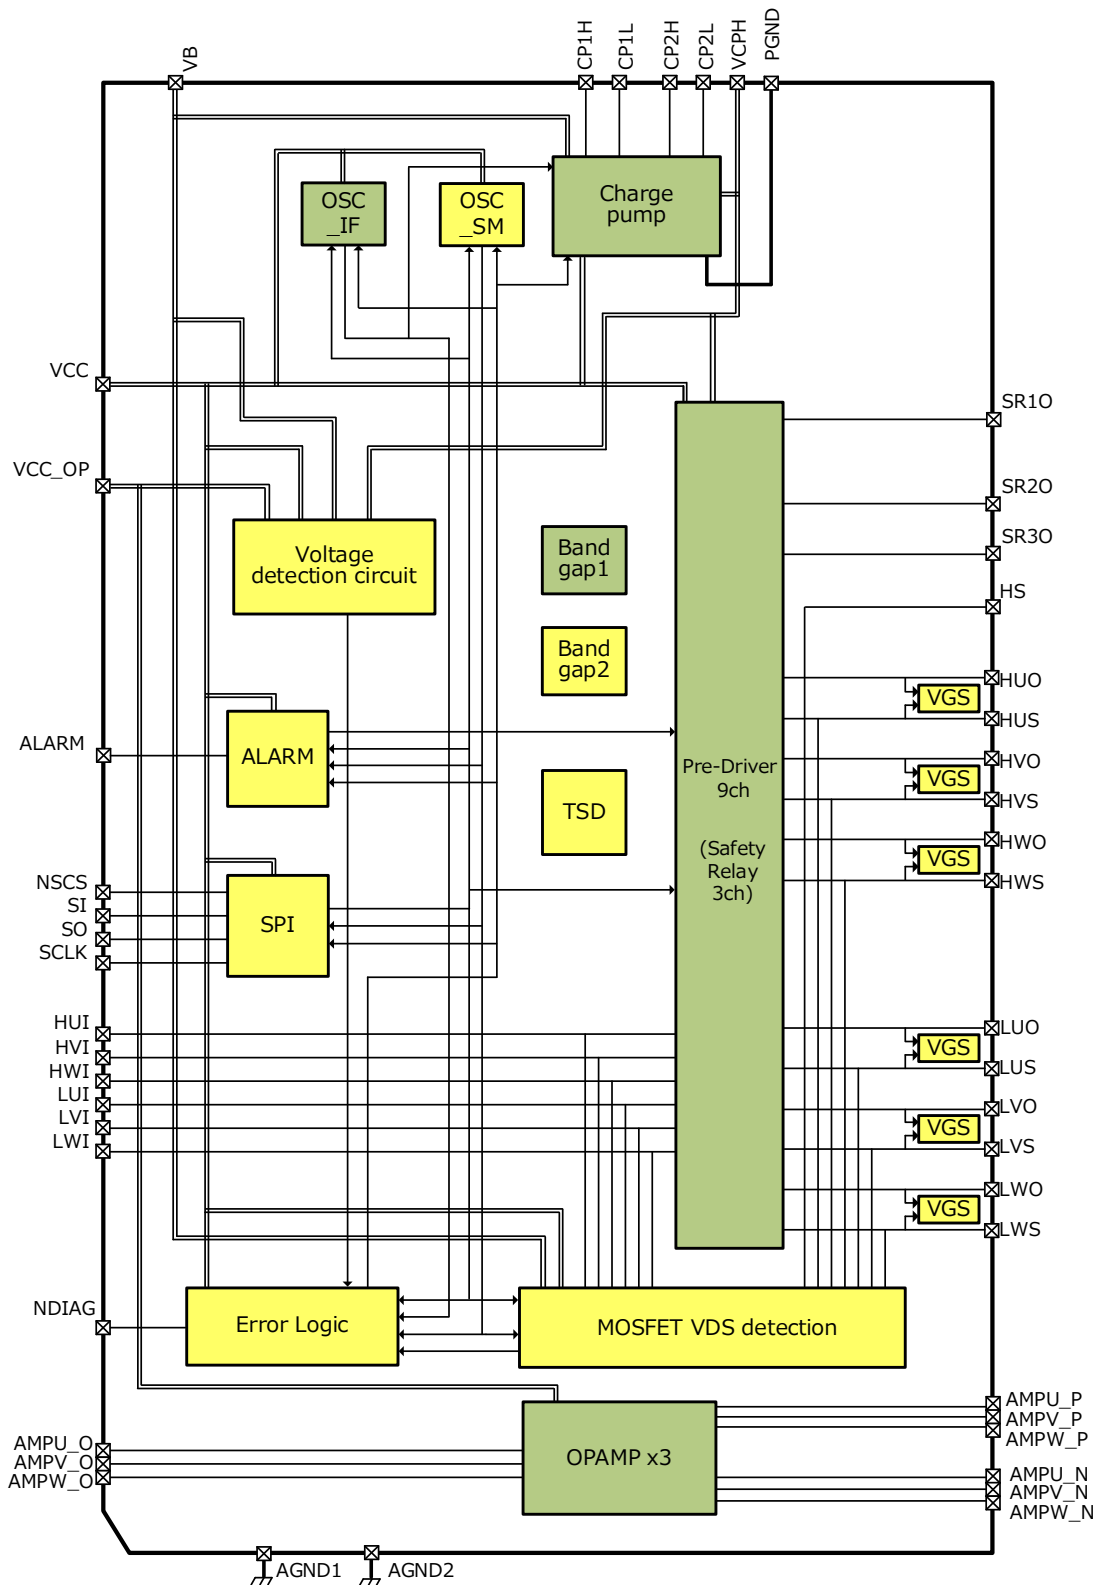 VB
CP1H
CP1L
CP2H
CP2L
VCPH
PGND
OSC
_IF
OSC
_SM
Charge
pump
VCC
SR1O
VCC_OP
SR2O
SR3O
Voltage
detection circuit
Band
gap1
HS
Band
gap2
HUO
VGS
HUS
ALARM
ALARM
TSD
Pre-Driver
9ch
(Safety
Relay
3ch)
HVO
VGS
HVS
HWO
VGS
HWS
NSCS
SI
SO
SCLK
SPI
HUI
HVI
HWI
LUI
LVI
LWI
LUO
VGS
LUS
LVO
VGS
LVS
LWO
VGS
LWS
NDIAG
Error Logic
MOSFET VDS detection
AMPU_P
AMPV_P
AMPW_P
AMPU_O
AMPV_O
AMPW_O
OPAMP x3
AMPU_N
AMPV_N
AMPW_N
AGND1
AGND2